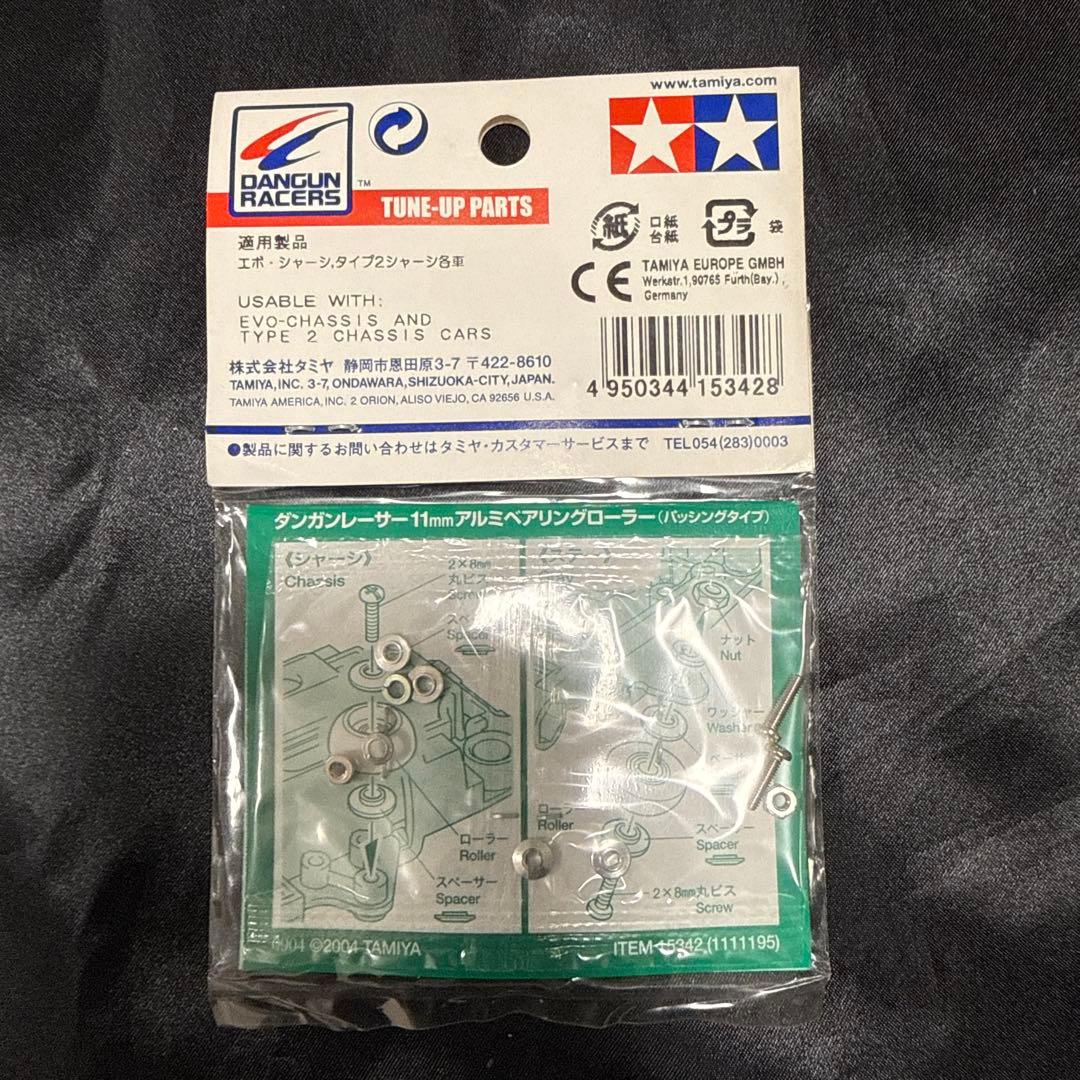 www.tamiya.com
DANGUN
RACERS
TM
TUNE-UP PARTS
適用製品
エボ・シャーシ,タイプ2シャーシ各車
USABLE WITH:
EVO-CHASSIS AND
TYPE 2 CHASSIS CARS
紙
口紙
台紙
プラ
袋
CE
TAMIYA EUROPE GMBH
Werkstr.1,90765 Fürth(Bay.),
Germany
4 950344 153428
株式会社タミヤ 静岡市恩田原3-7 〒422-8610
TAMIYA,INC. 3-7, ONDAWARA,SHIZUOKA-CITY,JAPAN.
TAMIYA AMERICA, INC. 2 ORION, ALISO VIEJO, CA 92656 U.S.A.
●製品に関するお問い合わせはタミヤ・カスタマーサービスまで TEL054(283)0003
ダンガンレーサー11mmアルミベアリングローラー(パッシングタイプ)
《シャーシ》
Chassis
2×8mm
丸ビス
Screw
スペーサー
Spacer
ローラー
Roller
スペーサー
Spacer
《ステー》
ナット
Nut
ワッシャー
Washer
ローラー
Roller
スペーサー
Spacer
2×8mm丸ビス
Screw
©2004 TAMIYA
ITEM 15342 (1111195)